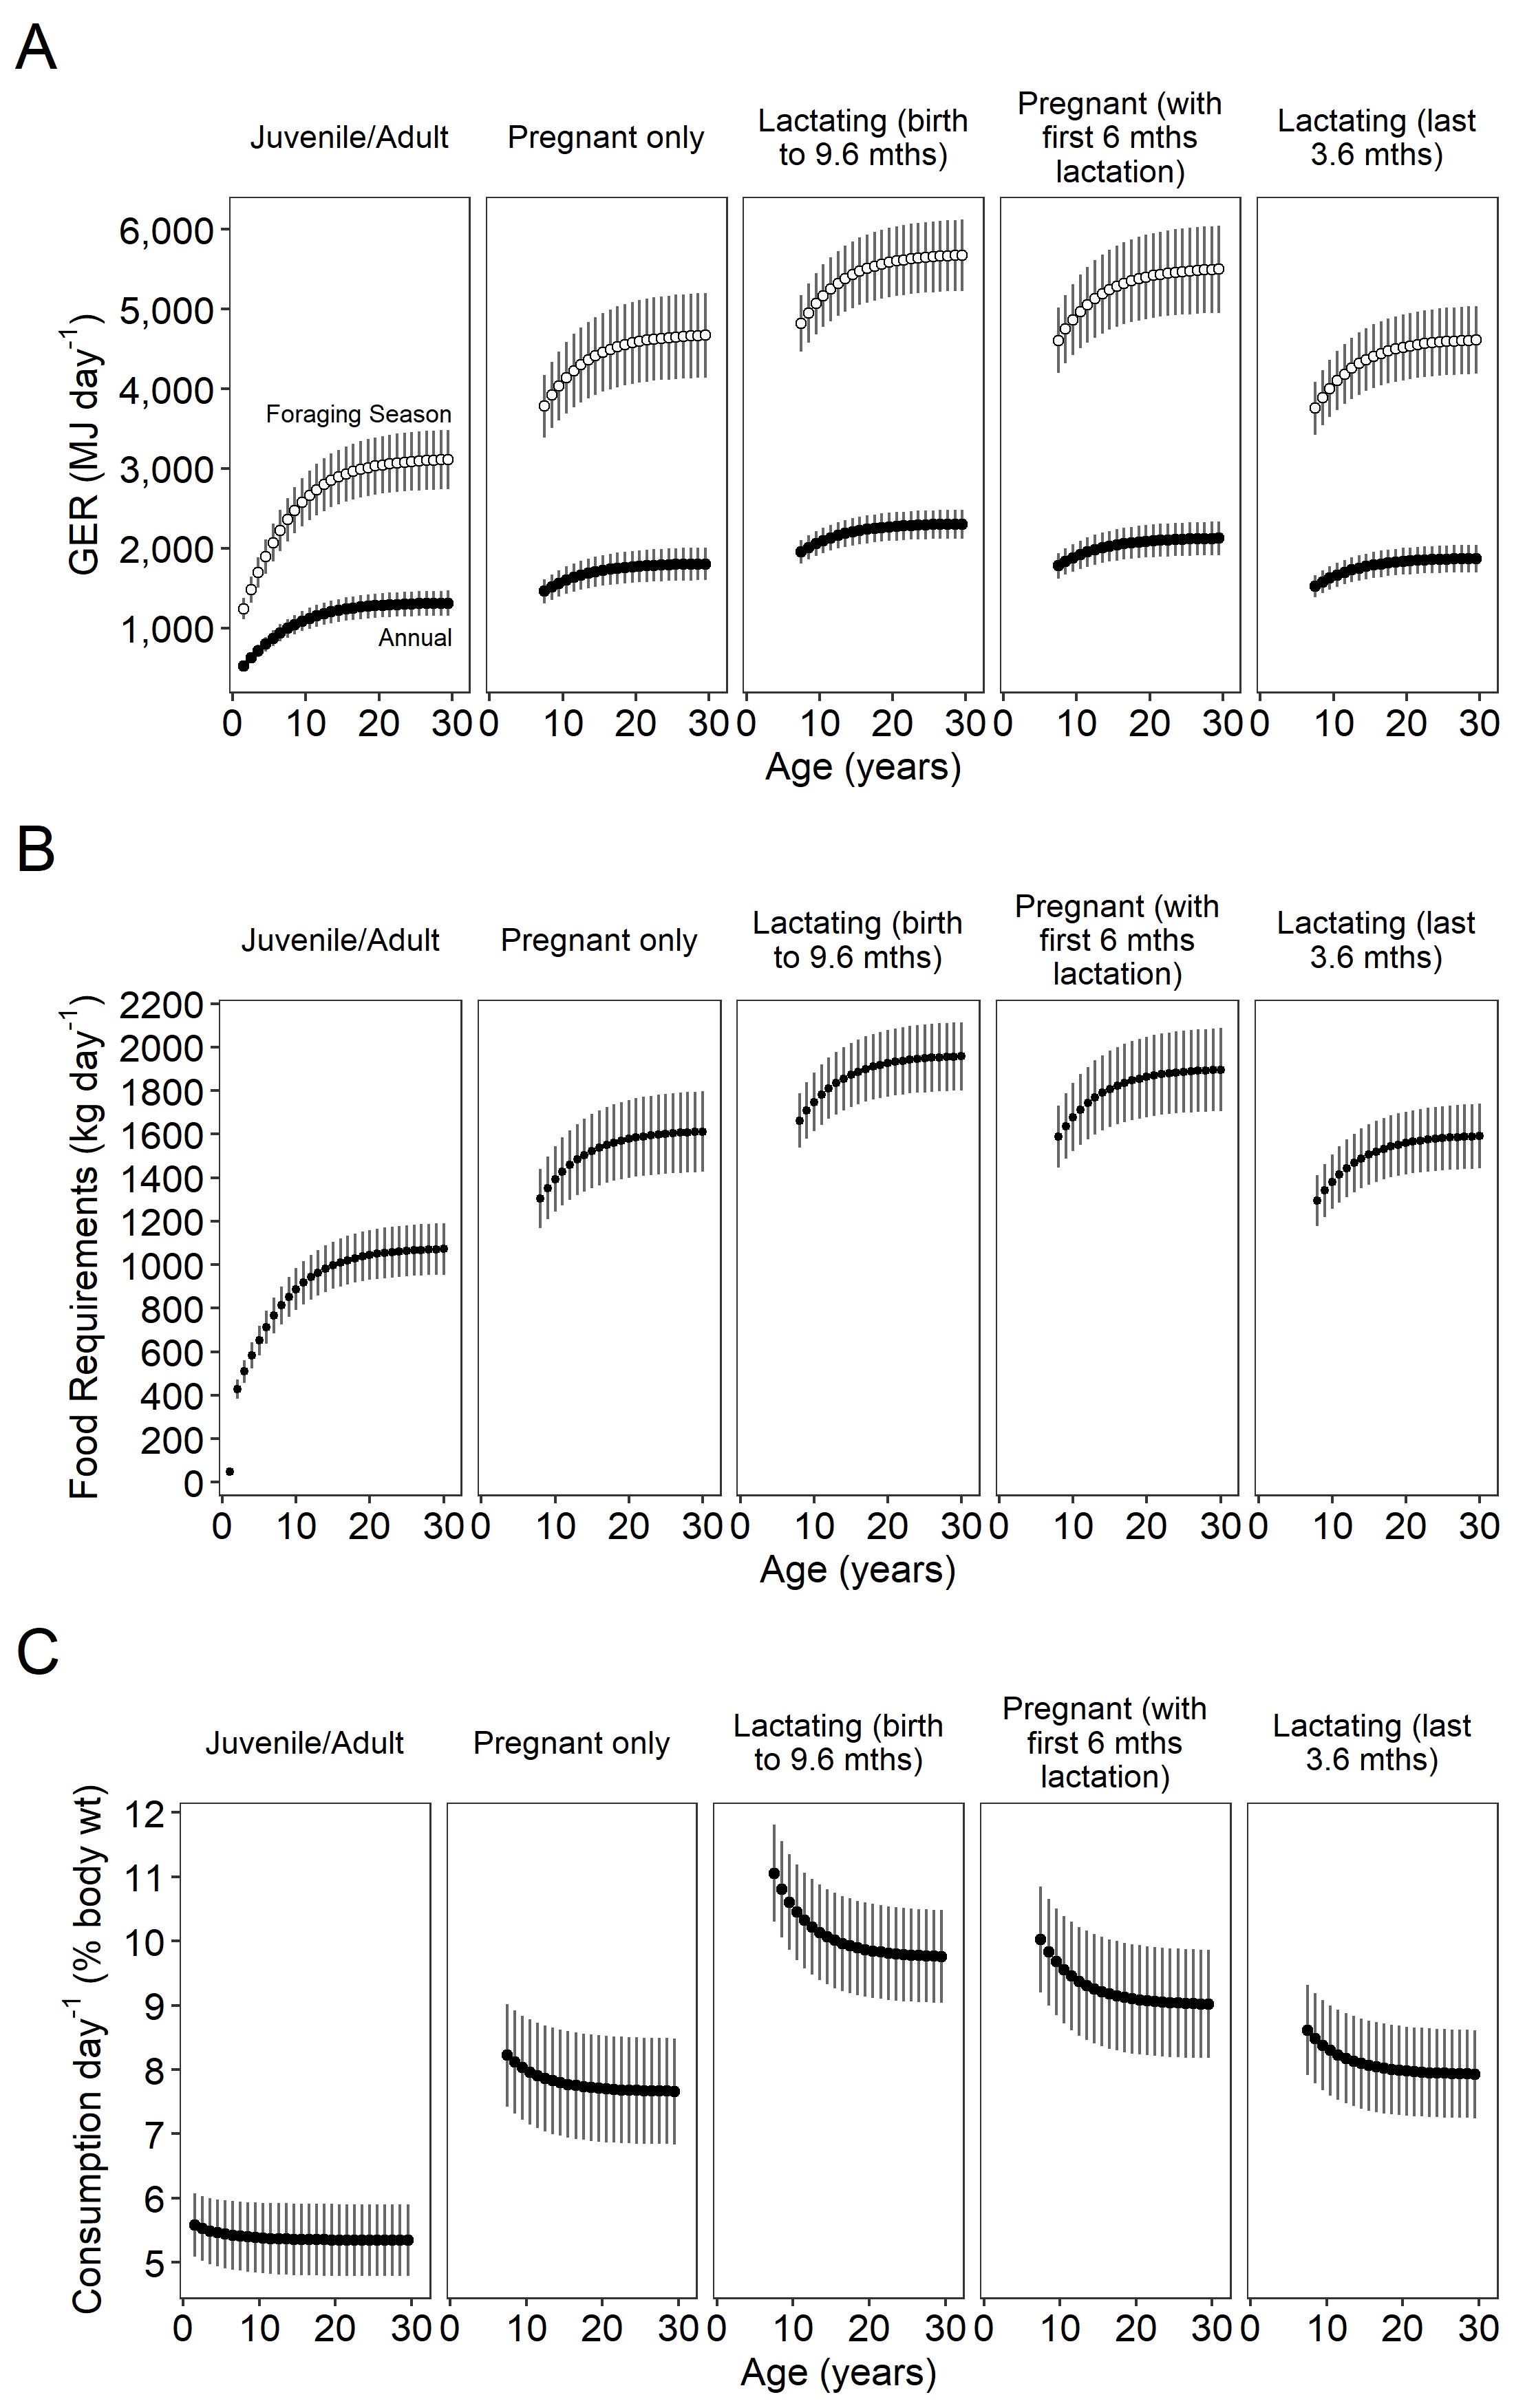 A
Juvenile/Adult
Pregnant only
Lactating (birth
to 9.6 mths)
Pregnant (with
first 6 mths
lactation)
Lactating (last
3.6 mths)
GER (MJ day-1)
6,000
5,000
4,000
3,000
2,000
1,000
Foraging Season
Annual
0 10 20 30 0 10 20 30 0 10 20 30 0 10 20 30 0 10 20 30
Age (years)
B
Juvenile/Adult
Pregnant only
Lactating (birth
to 9.6 mths)
Pregnant (with
first 6 mths
lactation)
Lactating (last
3.6 mths)
Food Requirements (kg day-1)
2200
2000
1800
1600
1400
1200
1000
800
600
400
200
0
0 10 20 30 0 10 20 30 0 10 20 30 0 10 20 30 0 10 20 30
Age (years)
C
Juvenile/Adult
Pregnant only
Lactating (birth
to 9.6 mths)
Pregnant (with
first 6 mths
lactation)
Lactating (last
3.6 mths)
Consumption day-1 (% body wt)
12
11
10
9
8
7
6
5
0 10 20 30 0 10 20 30 0 10 20 30 0 10 20 30 0 10 20 30
Age (years)